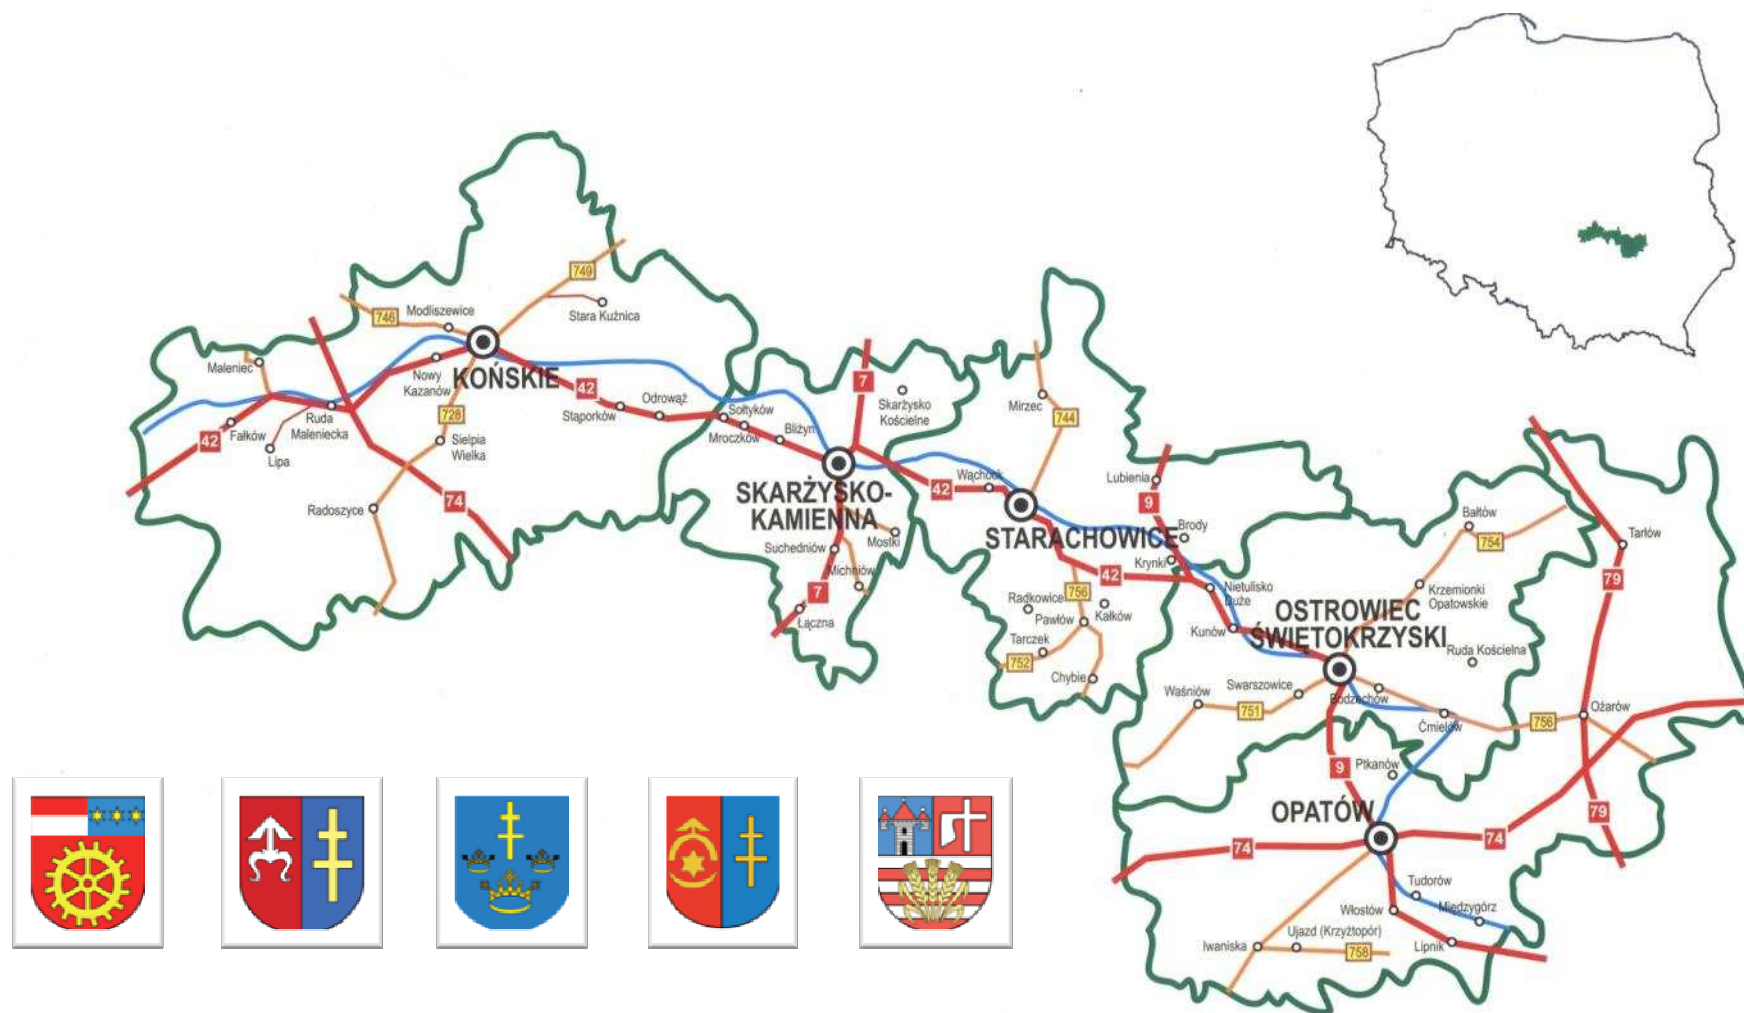 749
746
Modliszewice
Stara Kuźnica
Maleniec
KOŃSKIE
Nowy
Kazanów
42
728
Ruda
Maleniecka
Fałków
42
Lipa
Sielpia
Wielka
Radoszyce
74
Stąporków
Odrowąż
Sołtyków
Mroczków
Bliżyn
7
Skarżysko
Kościelne
SKARŻYSKO-
KAMIENNA
Suchedniów
Mostki
Michniów
7
Łączna
Mirzec
744
Wąchock
42
STARACHOWICE
Lubienia
9
Brody
Krynki
42
756
Radkowice
Pawłów
Kałków
Tarczek
752
Chybie
Nietulisko
Duże
Kunów
OSTROWIEC
ŚWIĘTOKRZYSKI
Bałtów
754
Krzemionki
Opatowskie
Ruda Kościelna
Tarłów
79
Waśniów
Swarszowice
751
Bodzechów
Ćmielów
756
Ożarów
9
Ptkanów
OPATÓW
74
74
79
Tudorów
Włostów
Międzygórz
Lipnik
Iwaniska
Ujazd (Krzyżtopór)
758